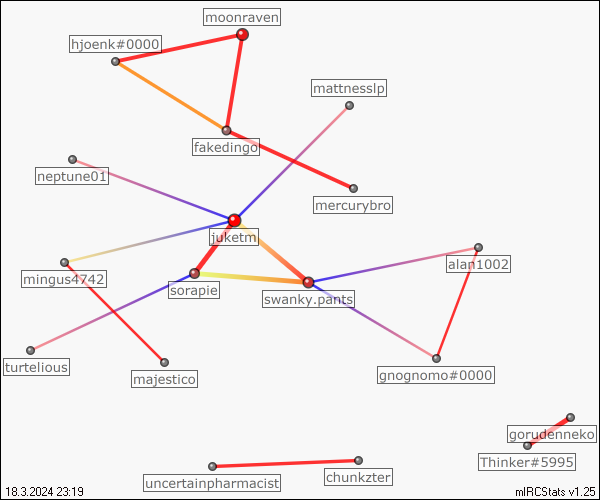 moonraven
hjoenk#0000
mattnesslp
fakedingo
neptune01
mercurybro
juketm
alan1002
mingus4742
sorapie
swanky.pants
turtelious
majestico
gnognomo#0000
gorudenneko
Thinker#5995
chunkzter
uncertainpharmacist
18.3.2024 23:19
mIRCStats v1.25